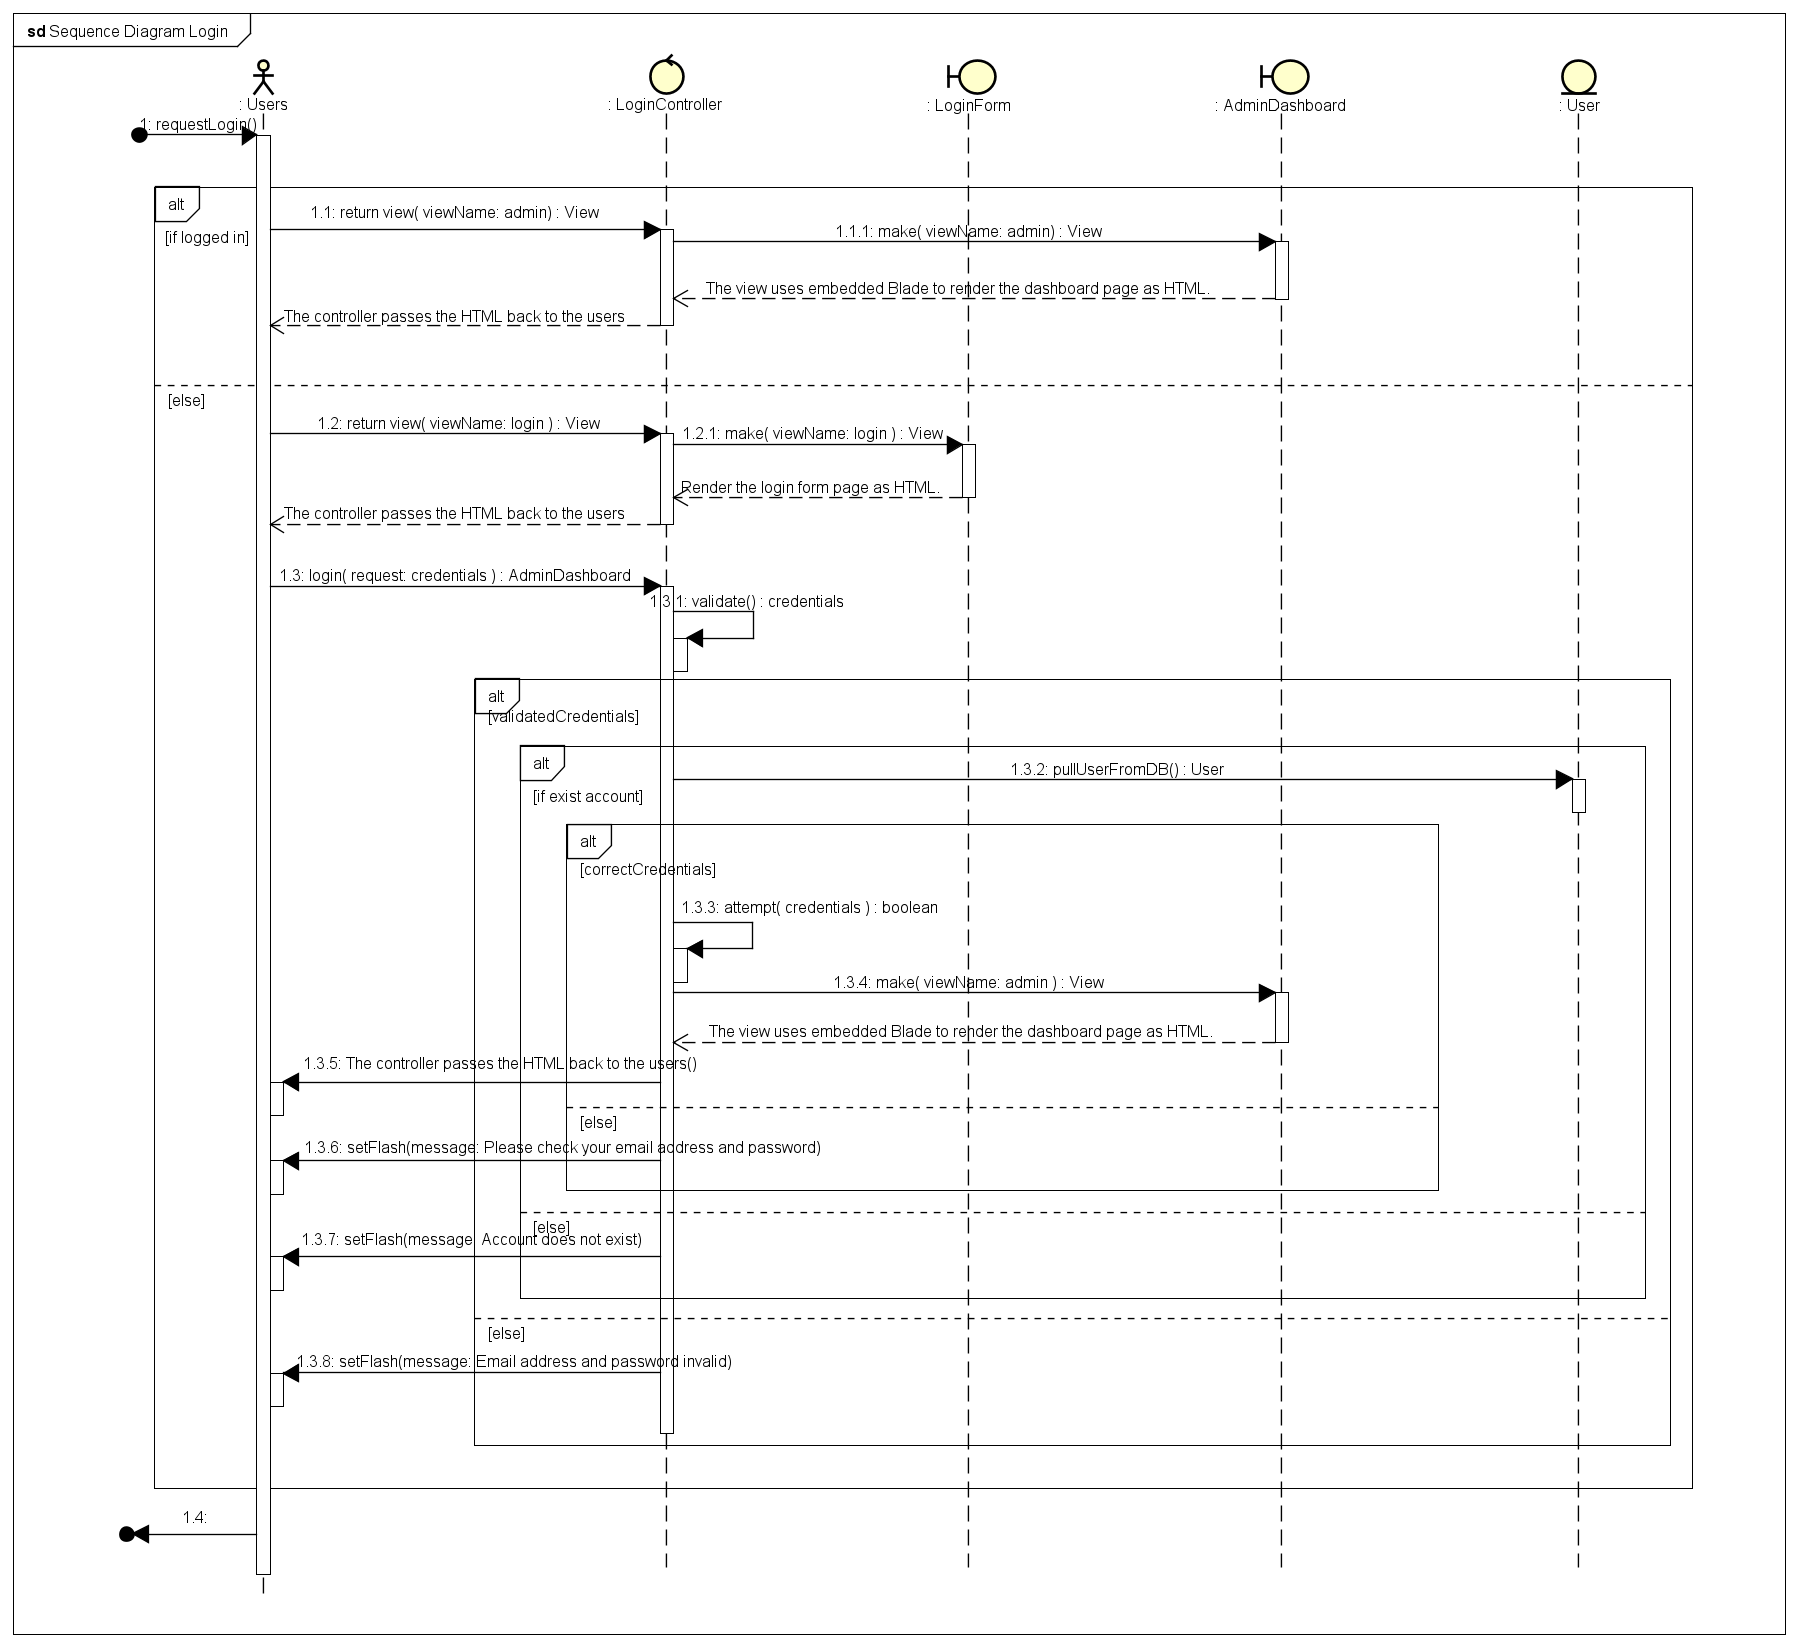 sd Sequence Diagram Login
: Users
: LoginController
: LoginForm
: AdminDashboard
: User
1: requestLogin()
alt
[if logged in]
1.1: return view( viewName: admin) : View
1.1.1: make( viewName: admin) : View
The view uses embedded Blade to render the dashboard page as HTML.
The controller passes the HTML back to the users
[else]
1.2: return view( viewName: login ) : View
1.2.1: make( viewName: login ) : View
Render the login form page as HTML.
The controller passes the HTML back to the users
1.3: login( request: credentials ) : AdminDashboard
1.3.1: validate() : credentials
alt
[validatedCredentials]
alt
[if exist account]
1.3.2: pullUserFromDB() : User
alt
[correctCredentials]
1.3.3: attempt( credentials ) : boolean
1.3.4: make( viewName: admin ) : View
The view uses embedded Blade to render the dashboard page as HTML.
1.3.5: The controller passes the HTML back to the users()
[else]
1.3.6: setFlash(message: Please check your email address and password)
[else]
1.3.7: setFlash(message: Account does not exist)
[else]
1.3.8: setFlash(message: Email address and password invalid)
1.4: